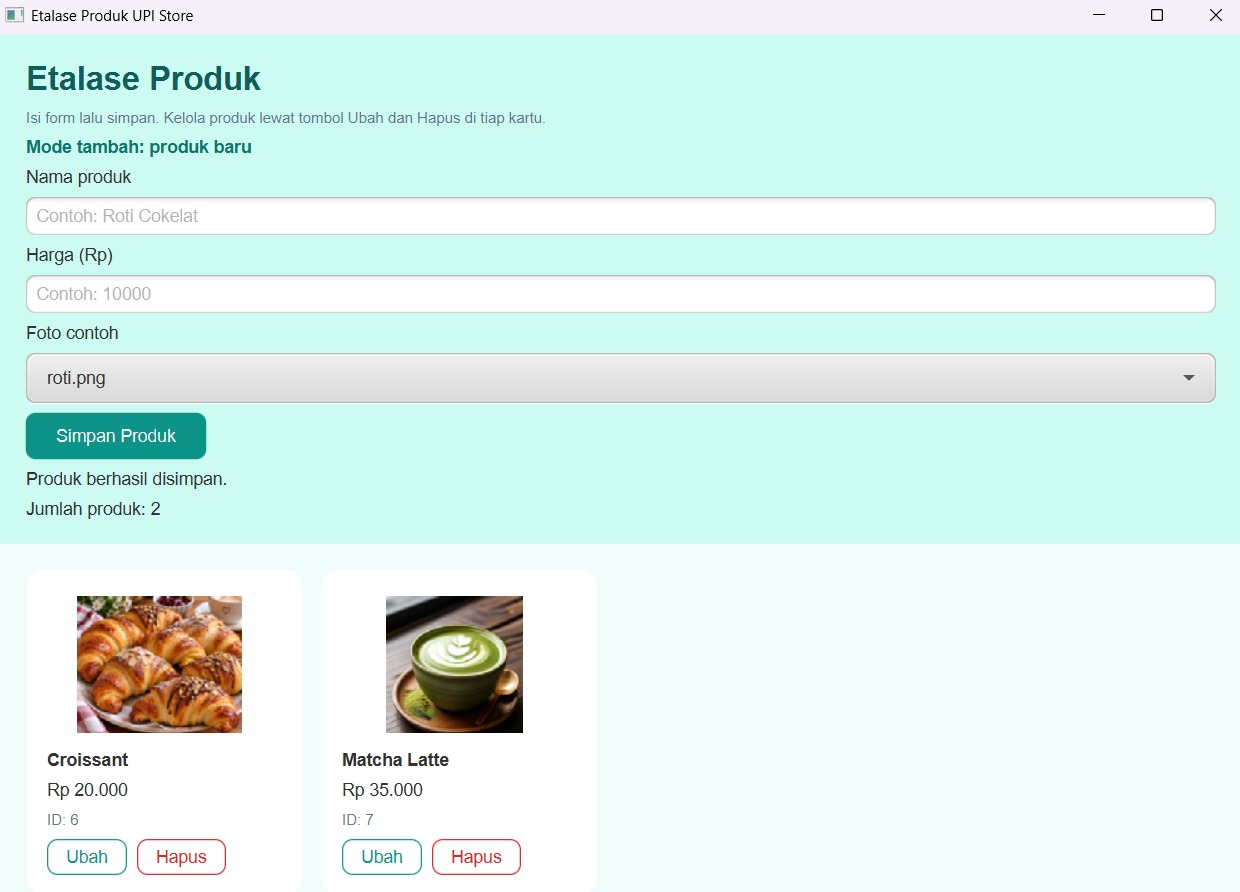 Etalase Produk UPI Store
Etalase Produk
Isi form lalu simpan. Kelola produk lewat tombol Ubah dan Hapus di tiap kartu.
Mode tambah: produk baru
Nama produk
Contoh: Roti Cokelat
Harga (Rp)
Contoh: 10000
Foto contoh
roti.png
Simpan Produk
Produk berhasil disimpan.
Jumlah produk: 2
Croissant
Rp 20.000
ID: 6
Ubah Hapus
Matcha Latte
Rp 35.000
ID: 7
Ubah Hapus